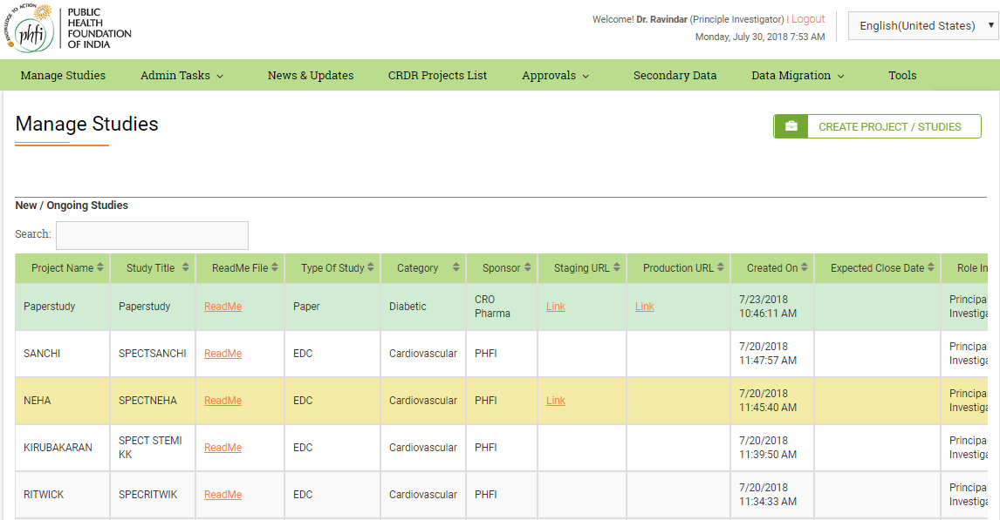 KNOWLEDGE TO ACTION
phfi
PUBLIC
HEALTH
FOUNDATION
OF INDIA
Welcome! Dr. Ravindar (Principle Investigator) | Logout
Monday, July 30, 2018 7:53 AM
English(United States)
Manage Studies Admin Tasks News & Updates CRDR Projects List Approvals Secondary Data Data Migration Tools
Manage Studies
CREATE PROJECT / STUDIES
New / Ongoing Studies
Search:
Project Name Study Title ReadMe File Type Of Study Category Sponsor Staging URL Production URL Created On Expected Close Date Role In
Paperstudy Paperstudy ReadMe Paper Diabetic CRO Pharma Link Link 7/23/2018 10:46:11 AM Principal Investiga
SANCHI SPECTSANCHI ReadMe EDC Cardiovascular PHFI 7/20/2018 11:47:57 AM Principal Investiga
NEHA SPECTNEHA ReadMe EDC Cardiovascular PHFI Link 7/20/2018 11:45:40 AM Principal Investiga
KIRUBAKARAN SPECT STEMI KK ReadMe EDC Cardiovascular PHFI 7/20/2018 11:39:50 AM Principal Investiga
RITWICK SPECRITWIK ReadMe EDC Cardiovascular PHFI 7/20/2018 11:34:33 AM Principal Investiga